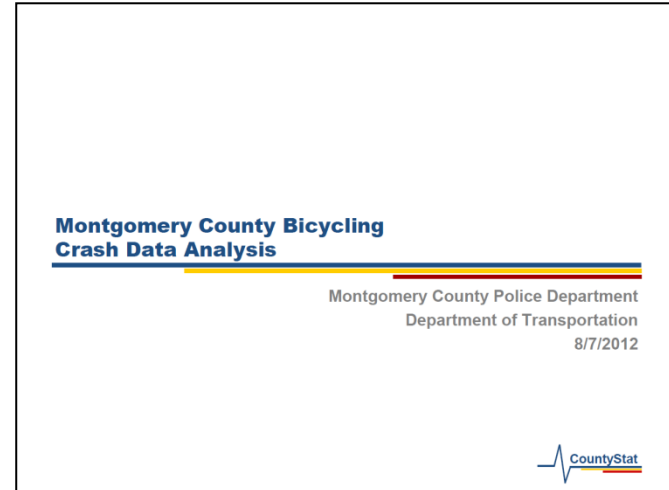 Montgomery County Bicycling
Crash Data Analysis
Montgomery County Police Department
Department of Transportation
8/7/2012
CountyStat